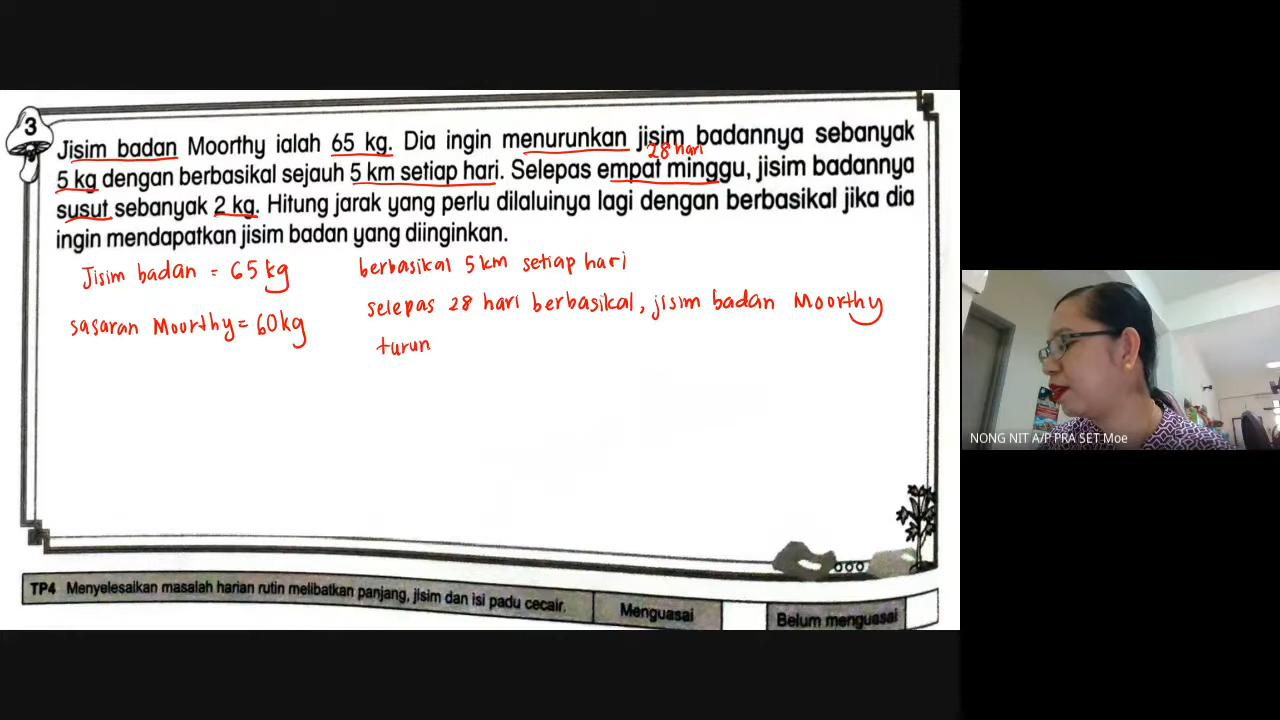 3
Jisim badan Moorthy ialah 65 kg. Dia ingin menurunkan jisim badannya sebanyak
28 hari
5 kg dengan berbasikal sejauh 5 km setiap hari. Selepas empat minggu, jisim badannya
susut sebanyak 2 kg. Hitung jarak yang perlu dilaluinya lagi dengan berbasikal jika dia
ingin mendapatkan jisim badan yang diinginkan.
Jisim badan = 65 kg
berbasikal 5 km setiap hari
selepas 28 hari berbasikal, jisim badan Moorthy
sasaran Moorthy = 60 kg
turun
NONG NIT A/P PRA SET Moe
TP4 Menyelesaikan masalah harian rutin melibatkan panjang, jisim dan isi padu cecair.
Menguasai
Belum menguasai